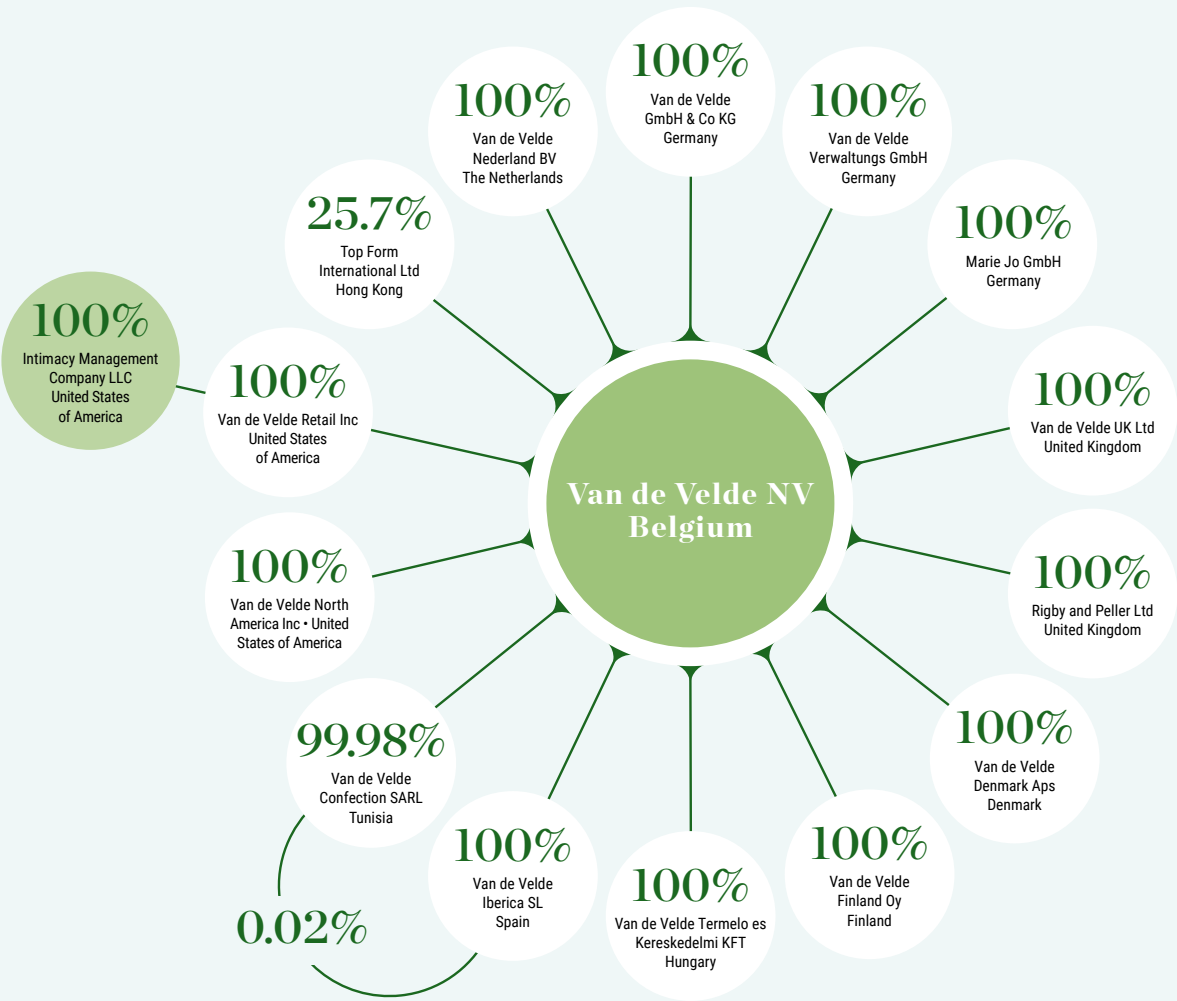 100%
Van de Velde
GmbH & Co KG
Germany
100%
Van de Velde
Verwaltungs GmbH
Germany
100%
Marie Jo GmbH
Germany
100%
Van de Velde UK Ltd
United Kingdom
100%
Rigby and Peller Ltd
United Kingdom
100%
Van de Velde
Denmark Aps
Denmark
100%
Van de Velde
Finland Oy
Finland
100%
Van de Velde Termelo es
Kereskedelmi KFT
Hungary
100%
Van de Velde
Iberica SL
Spain
0.02%
99.98%
Van de Velde
Confection SARL
Tunisia
100%
Van de Velde North
America Inc • United
States of America
100%
Van de Velde Retail Inc
United States
of America
100%
Intimacy Management
Company LLC
United States
of America
25.7%
Top Form
International Ltd
Hong Kong
100%
Van de Velde
Nederland BV
The Netherlands
Van de Velde NV
Belgium